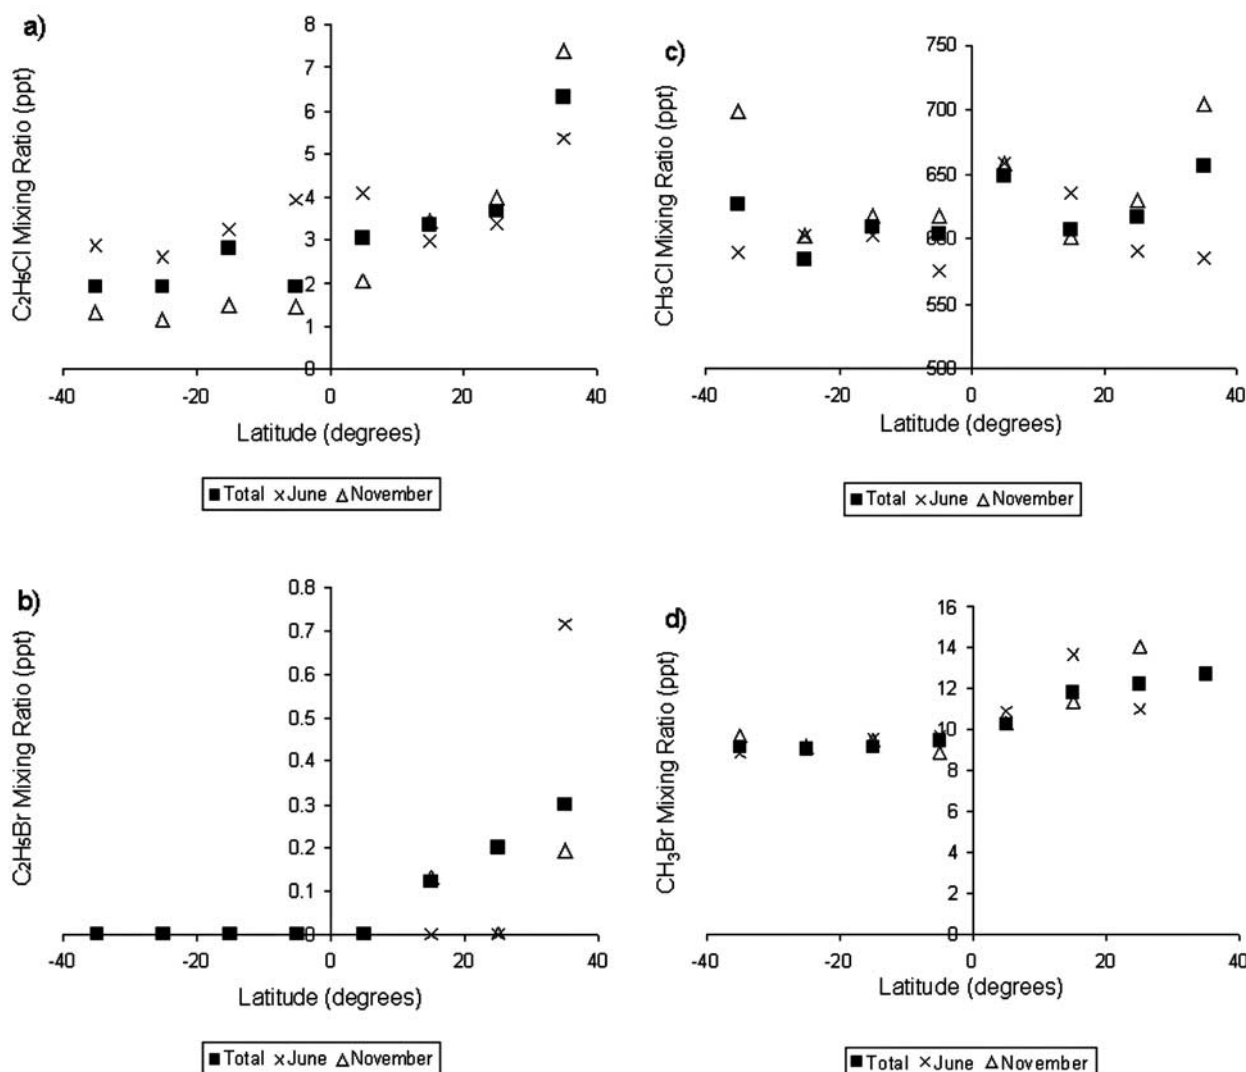 a)
C₂H₅Cl Mixing Ratio (ppt)
8
7
6
5
4
3
2
1
0
-40 -20 0 20 40
Latitude (degrees)
■ Total × June △ November
c)
CH₃Cl Mixing Ratio (ppt)
750
700
650
600
550
500
-40 -20 0 20 40
Latitude (degrees)
■ Total × June △ November
b)
C₂H₅Br Mixing Ratio (ppt)
0.8
0.7
0.6
0.5
0.4
0.3
0.2
0.1
0
-40 -20 0 20 40
Latitude (degrees)
■ Total × June △ November
d)
CH₃Br Mixing Ratio (ppt)
16
14
12
10
8
6
4
2
0
-40 -20 0 20 40
Latitude (degrees)
■ Total × June △ November